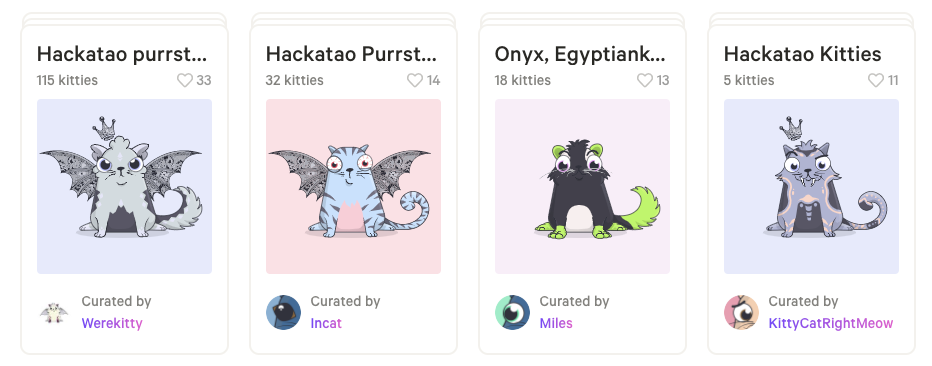 Hackatao purrst...
115 kitties 33
Curated by
Werekitty
Hackatao Purrst...
32 kitties 14
Curated by
Incat
Onyx, Egyptiank...
18 kitties 13
Curated by
Miles
Hackatao Kitties
5 kitties 11
Curated by
KittyCatRightMeow